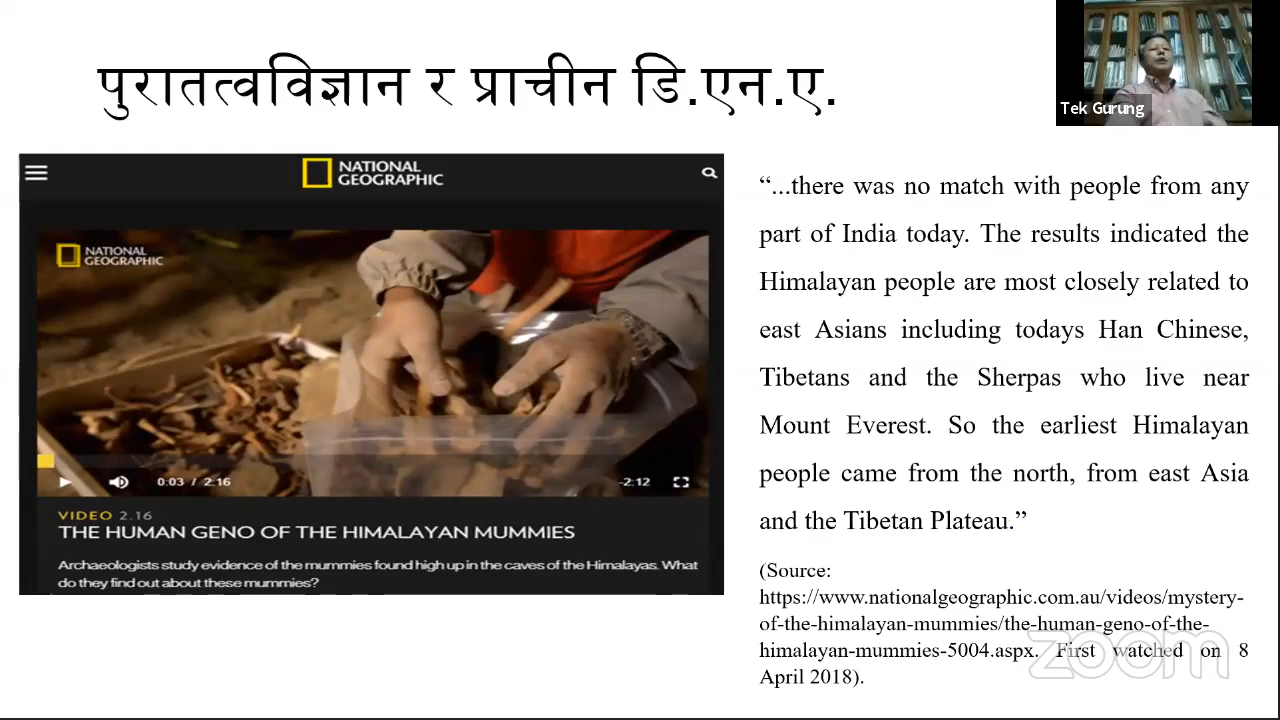 पुरातत्वविज्ञान र प्राचीन डि.एन.ए.
Tek Gurung
NATIONAL
GEOGRAPHIC
NATIONAL
GEOGRAPHIC
0:03 / 2:16
-2:12
VIDEO 2.16
THE HUMAN GENO OF THE HIMALAYAN MUMMIES
Archaeologists study evidence of the mummies found high up in the caves of the Himalayas. What
do they find out about these mummies?
“...there was no match with people from any
part of India today. The results indicated the
Himalayan people are most closely related to
east Asians including todays Han Chinese,
Tibetans and the Sherpas who live near
Mount Everest. So the earliest Himalayan
people came from the north, from east Asia
and the Tibetan Plateau.”
(Source:
https://www.nationalgeographic.com.au/videos/mystery-
of-the-himalayan-mummies/the-human-geno-of-the-
himalayan-mummies-5004.aspx. First watched on 8
April 2018).
zoom